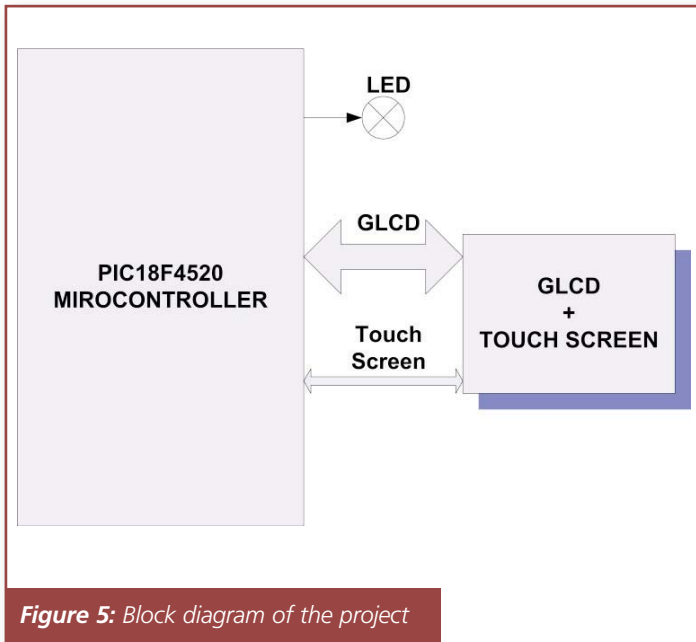 LED
GLCD
PIC18F4520
MIROCONTROLLER
GLCD
+
TOUCH SCREEN
Touch
Screen
Figure 5: Block diagram of the project